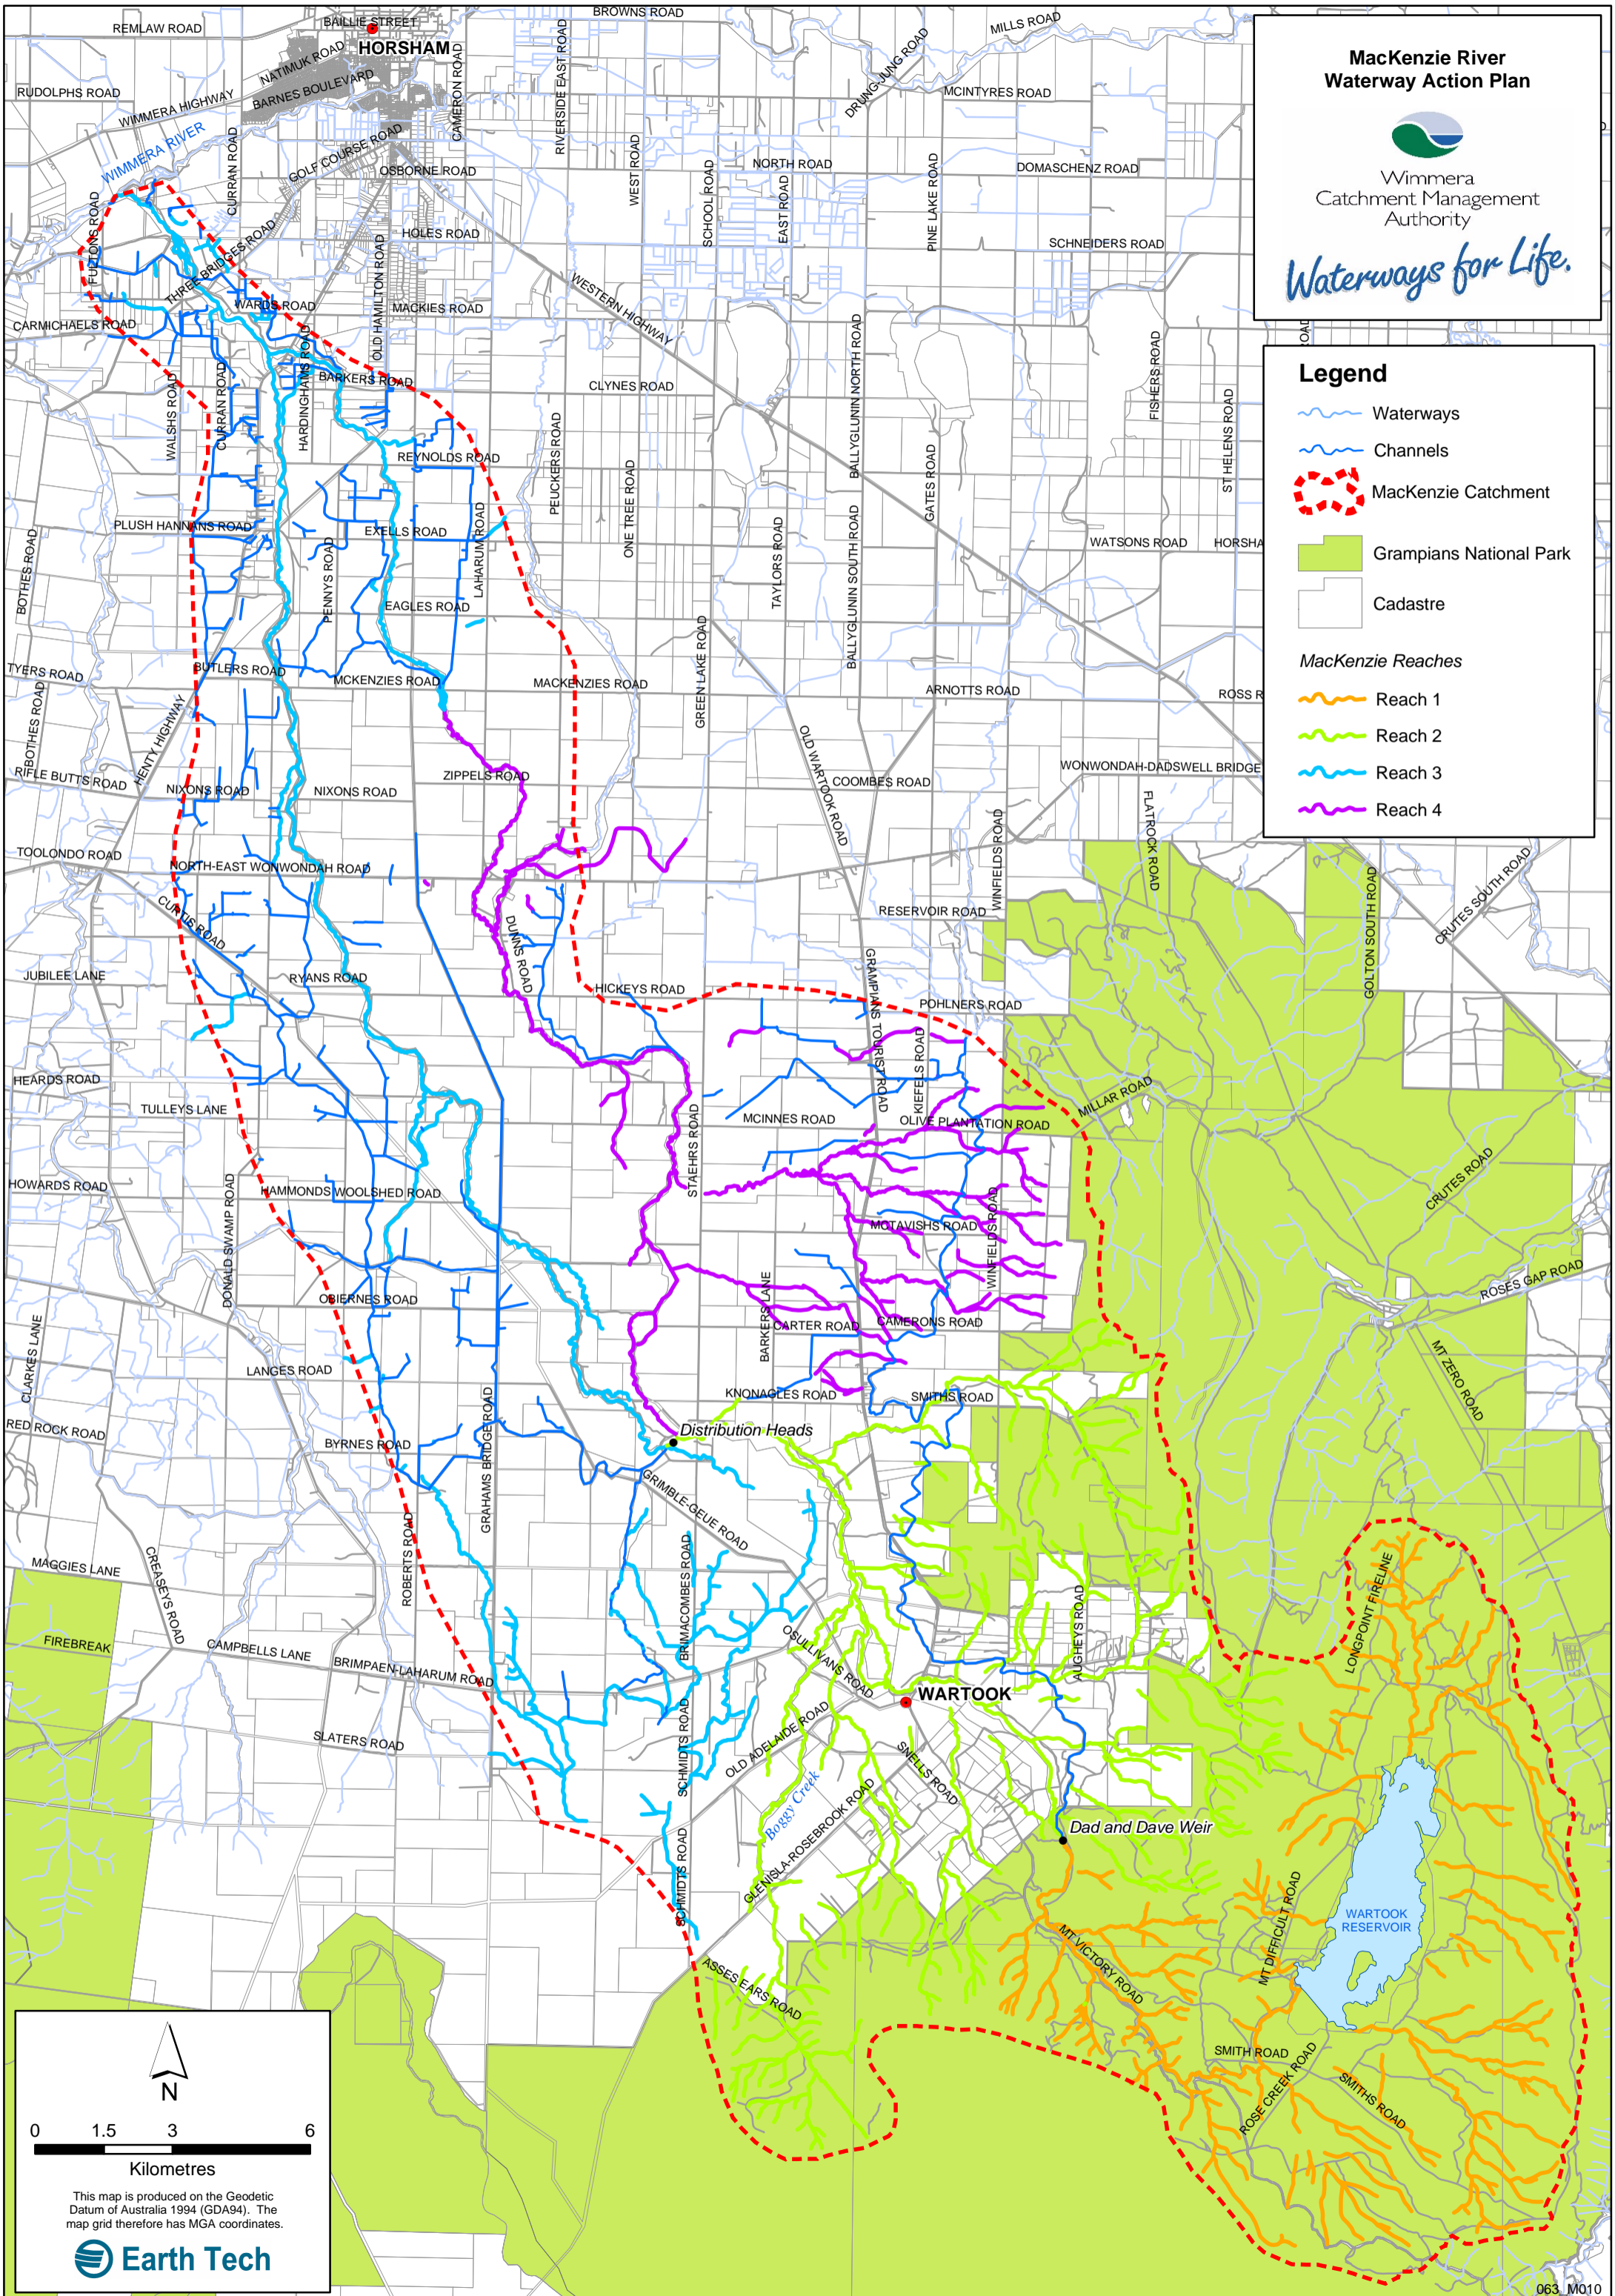 MacKenzie River
Waterway Action Plan
Wimmera
Catchment Management
Authority
Waterways for Life.
Legend
Waterways
Channels
MacKenzie Catchment
Grampians National Park
Cadastre
MacKenzie Reaches
Reach 1
Reach 2
Reach 3
Reach 4
REMLAW ROAD
BAILLIE STREET
HORSHAM
BROWNS ROAD
MILLS ROAD
NATIMUK ROAD
CAMERON ROAD
RIVERSIDE EAST ROAD
DRUNG-JUNG ROAD
RUDOLPHS ROAD
WIMMERA HIGHWAY
BARNES BOULEVARD
MCINTYRES ROAD
WIMMERA RIVER
CURRAN ROAD
GOLF COURSE ROAD
OSBORNE ROAD
WEST ROAD
SCHOOL ROAD
NORTH ROAD
EAST ROAD
PINE LAKE ROAD
DOMASCHENZ ROAD
FULTONS ROAD
THREE BRIDGES ROAD
OLD HAMILTON ROAD
HOLES ROAD
SCHNEIDERS ROAD
WARDS ROAD
MACKIES ROAD
WESTERN HIGHWAY
CARMICHAELS ROAD
HARDINGHAMS ROAD
BARKERS ROAD
CLYNES ROAD
BALLYGLUNIN NORTH ROAD
FISHERS ROAD
ROAD
WALSHS ROAD
CURRAN ROAD
REYNOLDS ROAD
PEUCKERS ROAD
ONE TREE ROAD
GATES ROAD
ST HELENS ROAD
PLUSH HANNANS ROAD
EXELLS ROAD
LAHARUM ROAD
TAYLORS ROAD
BALLYGLUNIN SOUTH ROAD
WATSONS ROAD
HORSHA
BOTHES ROAD
PENNYS ROAD
EAGLES ROAD
GREEN LAKE ROAD
TYERS ROAD
BUTLERS ROAD
MCKENZIES ROAD
MACKENZIES ROAD
ARNOTTS ROAD
ROSS R
BOTHES ROAD
HENTY HIGHWAY
OLD WARTOOK ROAD
RIFLE BUTTS ROAD
NIXONS ROAD
NIXONS ROAD
ZIPPELS ROAD
COOMBES ROAD
WONWONDAH-DADSWELL BRIDGE
FLATROCK ROAD
WINFIELDS ROAD
TOOLONDO ROAD
NORTH-EAST WONWONDAH ROAD
CURTIS ROAD
DUNNS ROAD
RESERVOIR ROAD
GOLTON SOUTH ROAD
CRUTES SOUTH ROAD
JUBILEE LANE
RYANS ROAD
HICKEYS ROAD
GRAMPIANS TOURIST ROAD
POHLNERS ROAD
HEARDS ROAD
TULLEYS LANE
KIEFELS ROAD
MILLAR ROAD
MCINNES ROAD
OLIVE PLANTATION ROAD
STAEHRS ROAD
HOWARDS ROAD
DONALD SWAMP ROAD
HAMMONDS WOOLSHED ROAD
MCTAVISHS ROAD
WINFIELDS ROAD
CRUTES ROAD
ROSES GAP ROAD
OBIERNES ROAD
BARKERS LANE
CARTER ROAD
CAMERONS ROAD
CLARKES LANE
LANGES ROAD
MT ZERO ROAD
KNONAGLES ROAD
SMITHS ROAD
RED ROCK ROAD
BYRNES ROAD
GRAHAMS BRIDGE ROAD
Distribution Heads
GRIMBLE-GEUE ROAD
MAGGIES LANE
CREASEYS ROAD
ROBERTS ROAD
BRIMACOMBES ROAD
AUGHEYS ROAD
LONGPOINT FIRELINE
FIREBREAK
CAMPBELLS LANE
BRIMPAEN-LAHARUM ROAD
OSULLIVANS ROAD
WARTOOK
SLATERS ROAD
SCHMIDTS ROAD
OLD ADELAIDE ROAD
SNELLS ROAD
Boggy Creek
GLENISLA-ROSEBROOK ROAD
Dad and Dave Weir
SCHMIDTS ROAD
MT DIFFICULT ROAD
WARTOOK
RESERVOIR
MT VICTORY ROAD
ASSES EARS ROAD
SMITH ROAD
ROSE CREEK ROAD
SMITHS ROAD
N
0 1.5 3 6
Kilometres
This map is produced on the Geodetic
Datum of Australia 1994 (GDA94). The
map grid therefore has MGA coordinates.
Earth Tech
063_M010